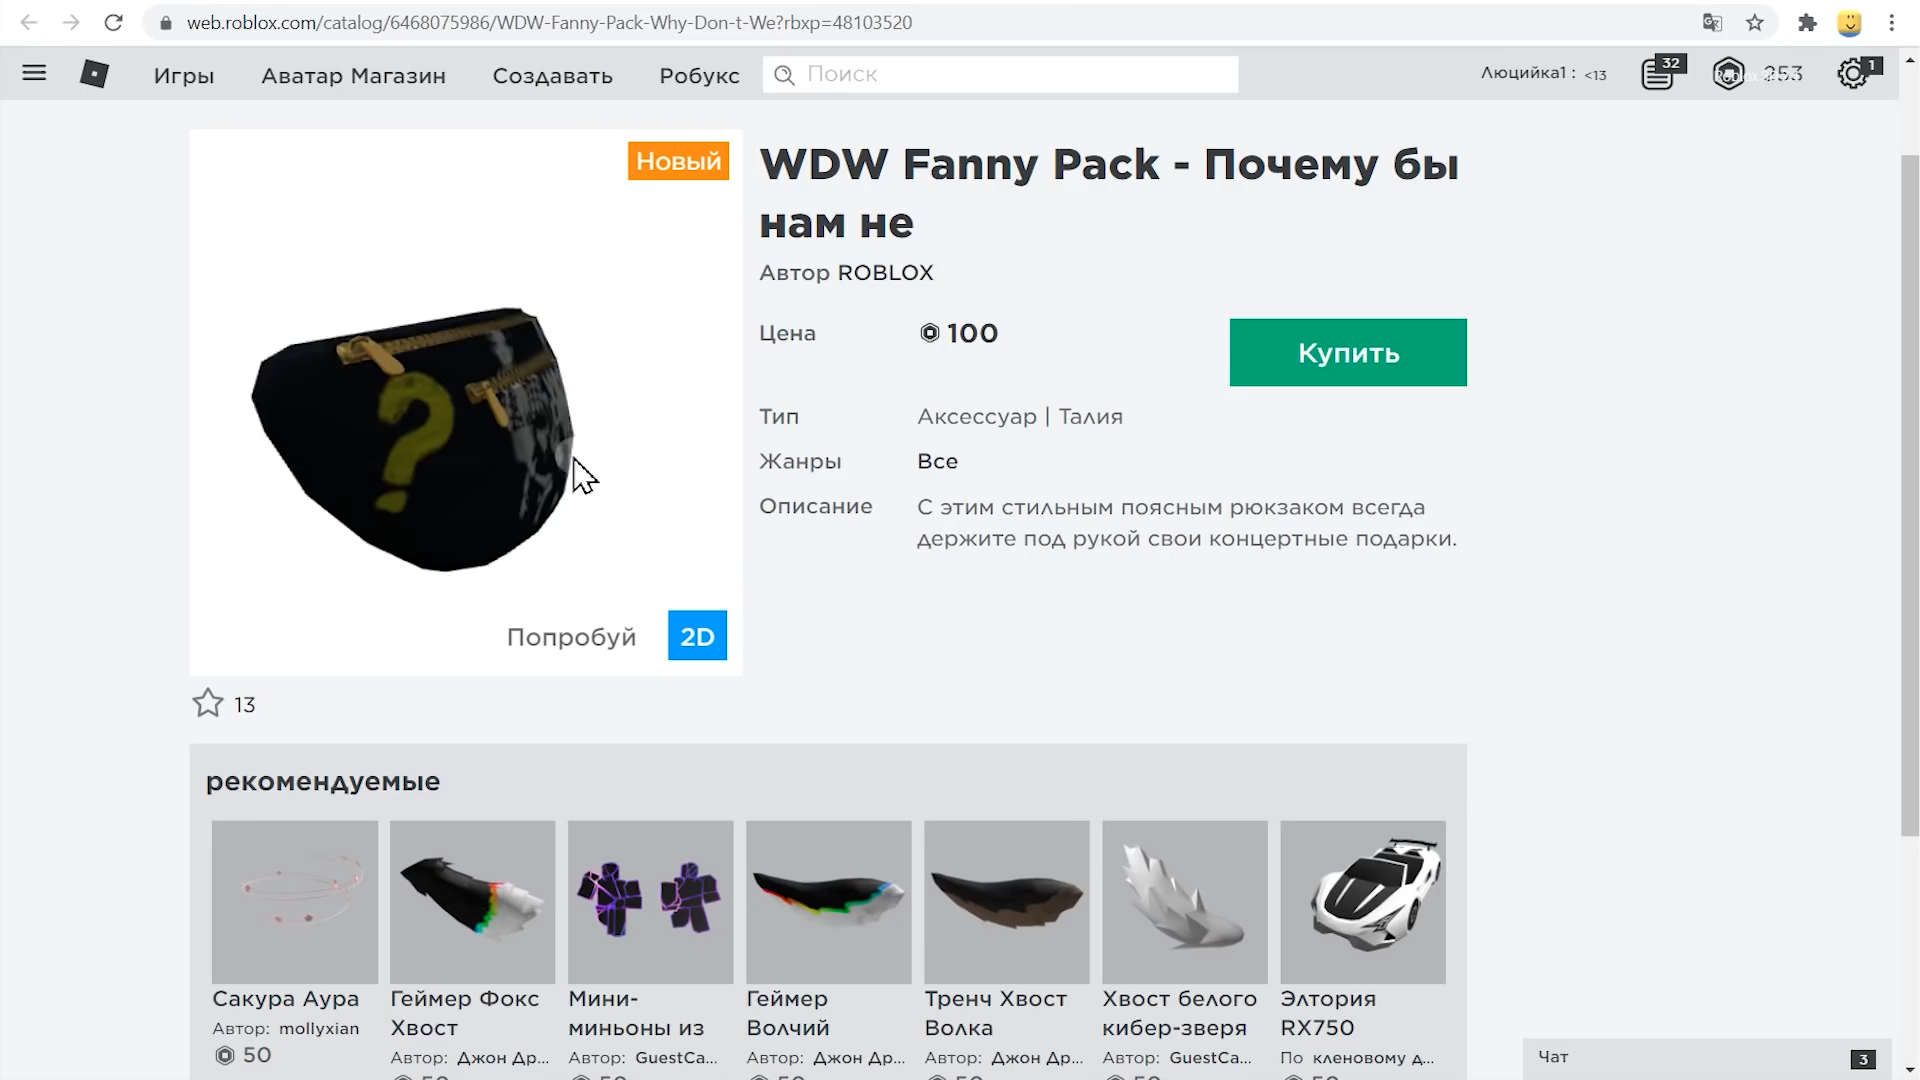 web.roblox.com/catalog/6468075986/WDW-Fanny-Pack-Why-Don-t-We?rbxp=48103520
Игры Аватар Магазин Создавать Робукс Поиск Люцийка1 : <13 32 253 1
Новый
WDW Fanny Pack - Почему бы
нам не
Автор ROBLOX
Цена 100
Купить
Тип Аксессуар | Талия
Жанры Все
Описание С этим стильным поясным рюкзаком всегда
держите под рукой свои концертные подарки.
?
Попробуй 2D
13
рекомендуемые
Сакура Аура
Автор: mollyxian
50
Геймер Фокс
Хвост
Автор: Джон Др...
Мини-
миньоны из
Автор: GuestCa...
Геймер
Волчий
Автор: Джон Др...
Тренч Хвост
Волка
Автор: Джон Др...
Хвост белого
кибер-зверя
Автор: GuestCa...
Элтория
RX750
По кленовому д...
Чат 3